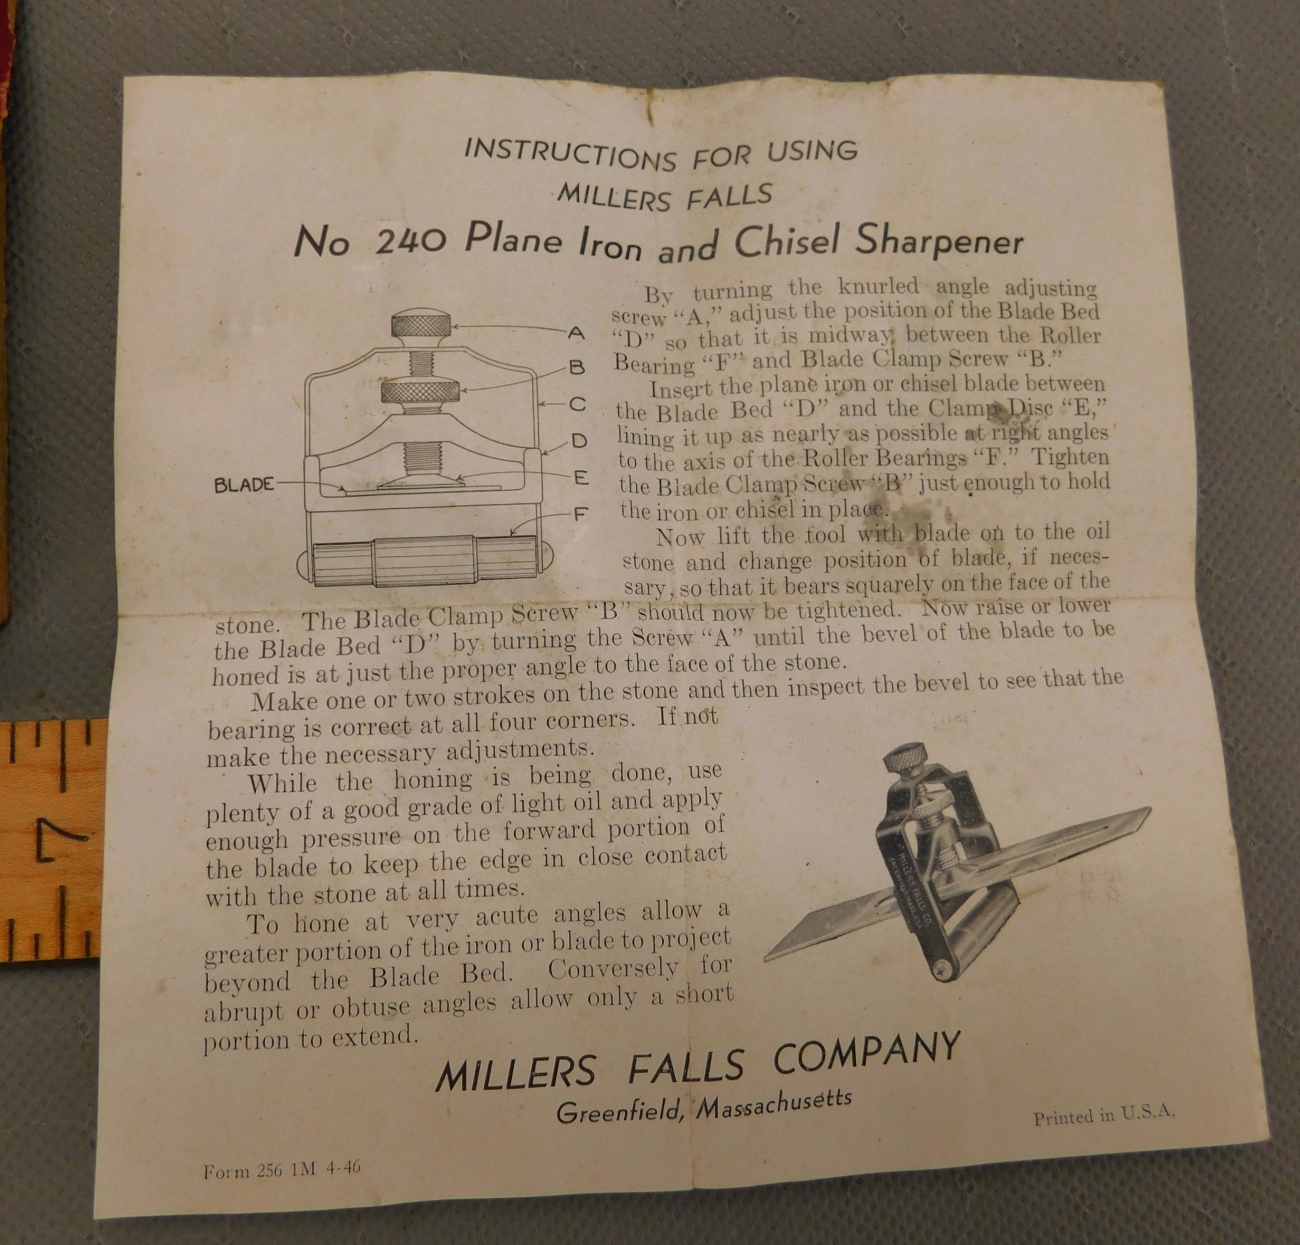 INSTRUCTIONS FOR USING
MILLERS FALLS
No 240 Plane Iron and Chisel Sharpener
A
B
C
D
E
F
BLADE
By turning the knurled angle adjusting
screw "A," adjust the position of the Blade Bed
"D" so that it is midway between the Roller
Bearing "F" and Blade Clamp Screw "B."
Insert the plane iron or chisel blade between
the Blade Bed "D" and the Clamp Disc "E,"
lining it up as nearly as possible at right angles
to the axis of the Roller Bearings "F." Tighten
the Blade Clamp Screw "B" just enough to hold
the iron or chisel in place.
Now lift the tool with blade on to the oil
stone and change position of blade, if neces-
sary, so that it bears squarely on the face of the
stone. The Blade Clamp Screw "B" should now be tightened. Now raise or lower
the Blade Bed "D" by turning the Screw "A" until the bevel of the blade to be
honed is at just the proper angle to the face of the stone.
Make one or two strokes on the stone and then inspect the bevel to see that the
bearing is correct at all four corners. If not
make the necessary adjustments.
While the honing is being done, use
plenty of a good grade of light oil and apply
enough pressure on the forward portion of
the blade to keep the edge in close contact
with the stone at all times.
To hone at very acute angles allow a
greater portion of the iron or blade to project
beyond the Blade Bed. Conversely for
abrupt or obtuse angles allow only a short
portion to extend.
MILLERS FALLS CO.
MILLERS FALLS COMPANY
Greenfield, Massachusetts
Form 256 1M 4-46
Printed in U.S.A.
7